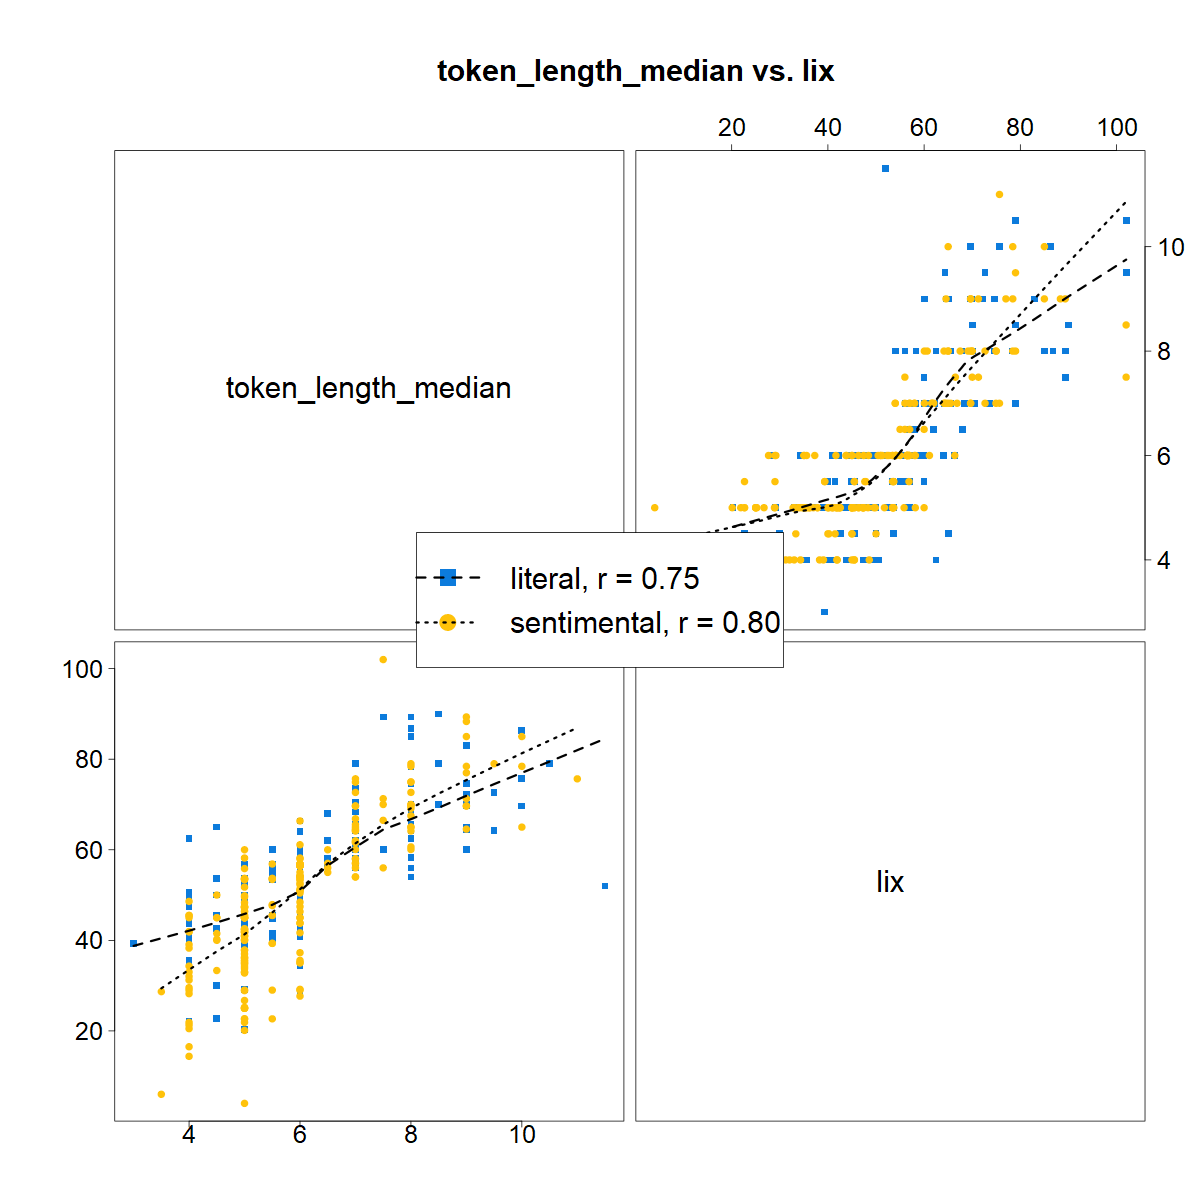 token_length_median vs. lix
20 40 60 80 100
token_length_median
10
8
6
4
literal, r = 0.75
sentimental, r = 0.80
100
80
60
40
20
lix
4 6 8 10